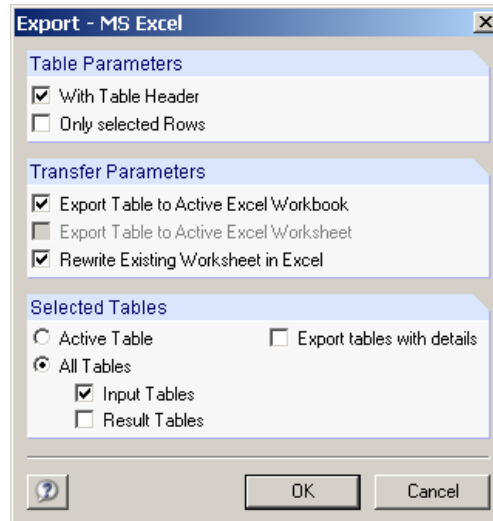 Export - MS Excel
Table Parameters
With Table Header
Only selected Rows
Transfer Parameters
Export Table to Active Excel Workbook
Export Table to Active Excel Worksheet
Rewrite Existing Worksheet in Excel
Selected Tables
Active Table Export tables with details
All Tables
Input Tables
Result Tables
OK Cancel